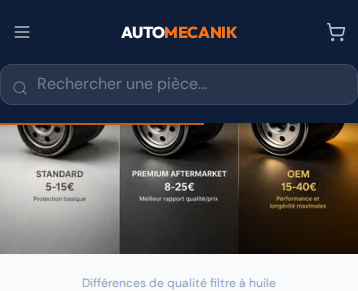 AUTOMECANIK
Rechercher une pièce...
STANDARD
5-15€
Protection basique
PREMIUM AFTERMARKET
8-25€
Meilleur rapport qualité/prix
OEM
15-40€
Performance et
longévité maximales
Différences de qualité filtre à huile